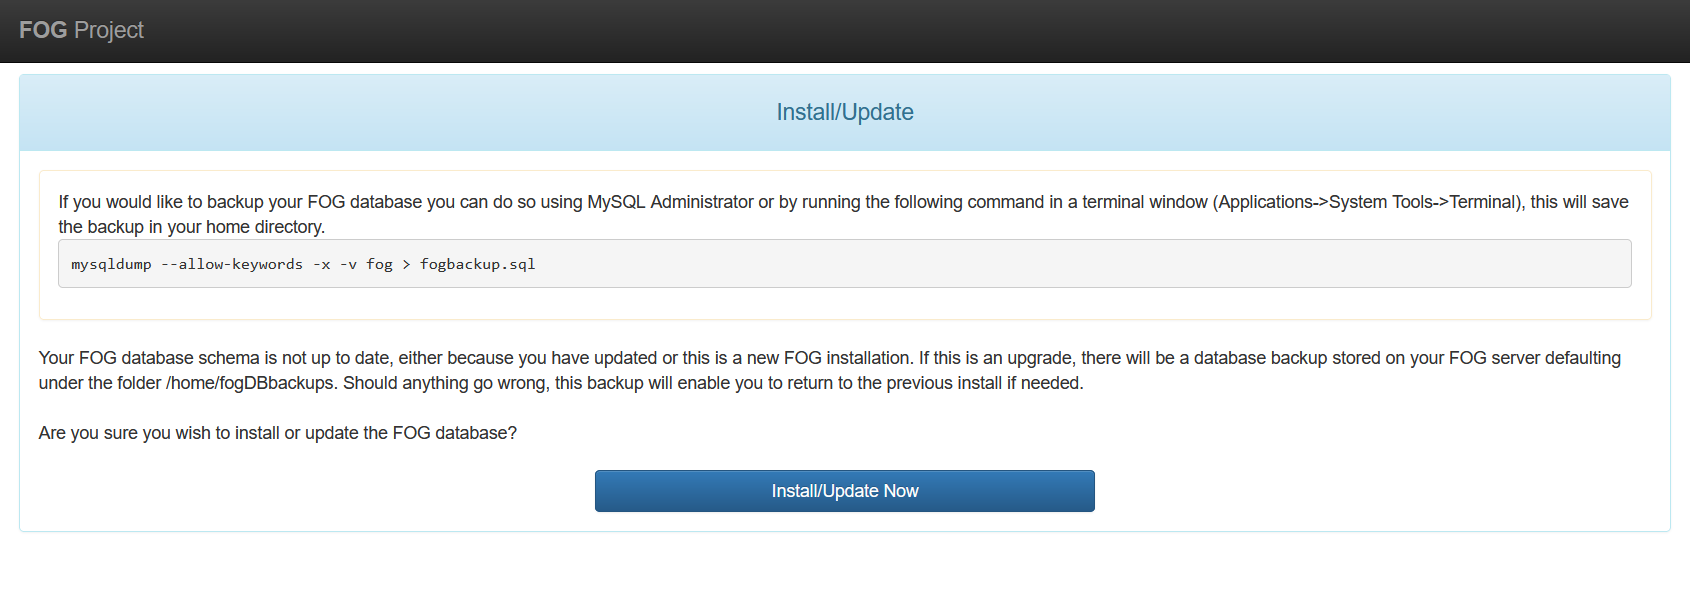 FOG Project
Install/Update
If you would like to backup your FOG database you can do so using MySQL Administrator or by running the following command in a terminal window (Applications->System Tools->Terminal), this will save
the backup in your home directory.
mysqldump --allow-keywords -x -v fog > fogbackup.sql
Your FOG database schema is not up to date, either because you have updated or this is a new FOG installation. If this is an upgrade, there will be a database backup stored on your FOG server defaulting
under the folder /home/fogDBbackups. Should anything go wrong, this backup will enable you to return to the previous install if needed.
Are you sure you wish to install or update the FOG database?
Install/Update Now